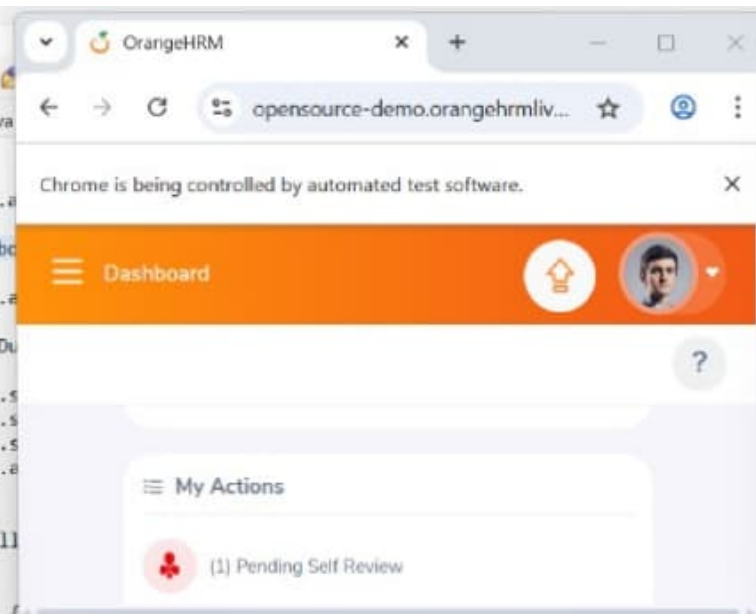 OrangeHRM
opensource-demo.orangehrmliv...
Chrome is being controlled by automated test software.
Dashboard
?
My Actions
(1) Pending Self Review